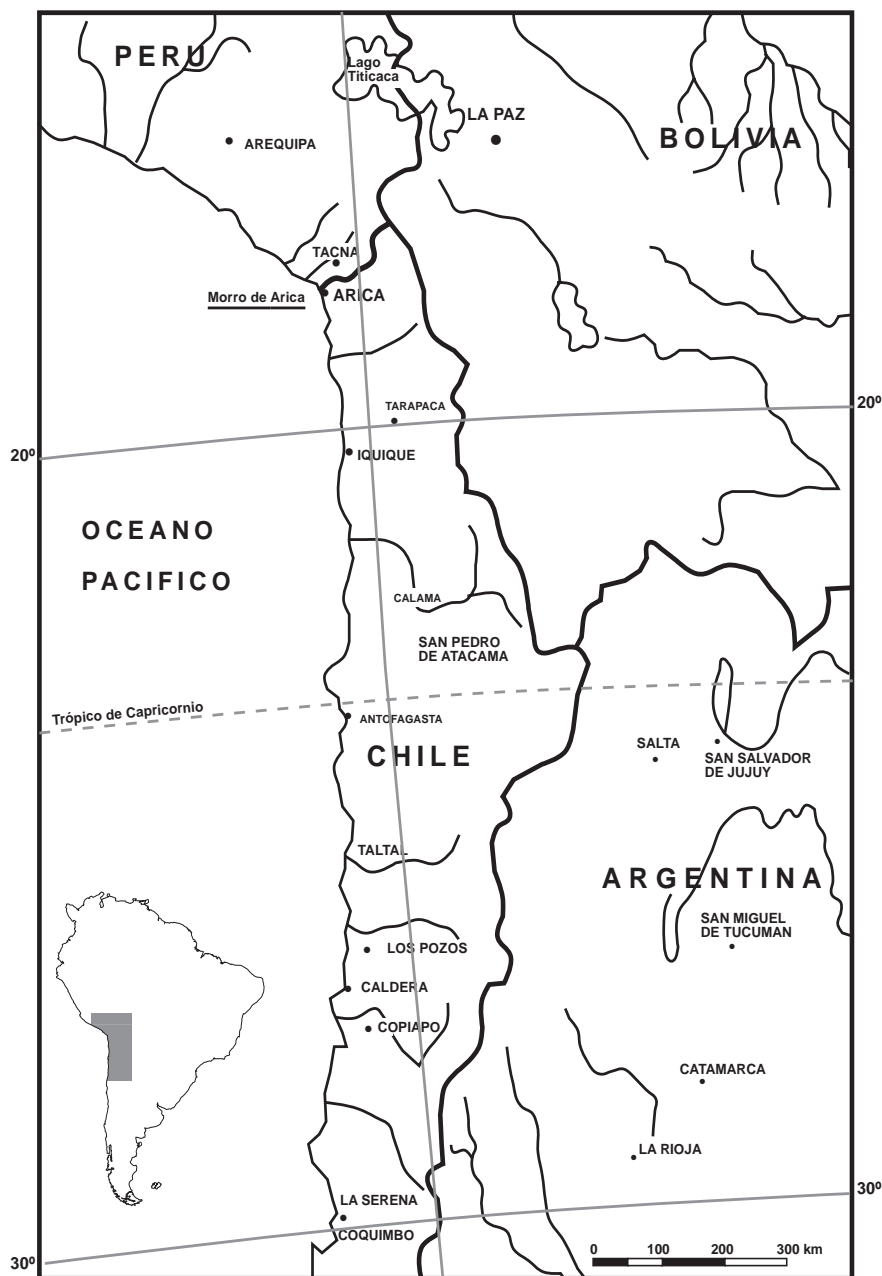 PERU
Lago
Titicaca
LA PAZ
BOLIVIA
AREQUIPA
TACNA
Morro de Arica
ARICA
TARAPACA
20º
20º
IQUIQUE
OCEANO
PACIFICO
CALAMA
SAN PEDRO
DE ATACAMA
Trópico de Capricornio
ANTOFAGASTA
CHILE
SALTA
SAN SALVADOR
DE JUJUY
TALTAL
ARGENTINA
SAN MIGUEL
DE TUCUMAN
LOS POZOS
CALDERA
COPIAPO
CATAMARCA
LA RIOJA
30º
LA SERENA
COQUIMBO
30º
0 100 200 300 km